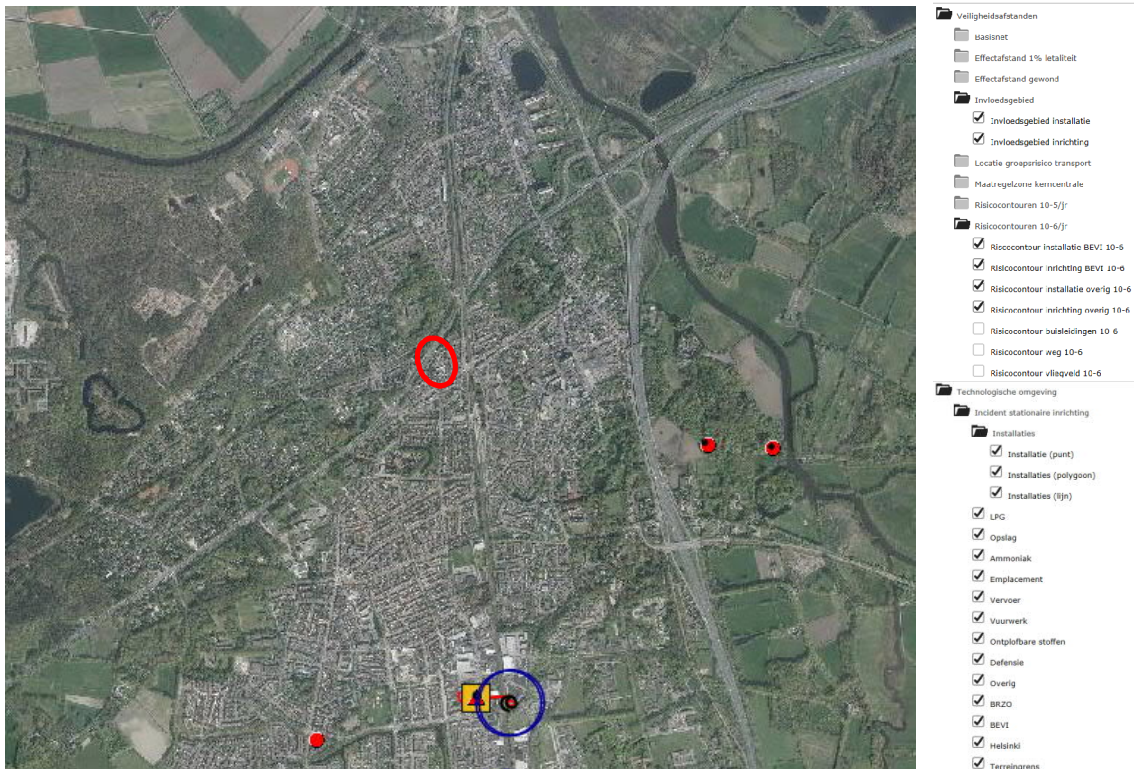 Veiligheidsafstanden
Basisnet
Effectafstand 1% letaliteit
Effectafstand gewond
Invloedsgebied
Invloedsgebied installatie
Invloedsgebied inrichting
Locatie groepsrisico transport
Maatregelzone kerncentrale
Risicocontouren 10-5/jr
Risicocontouren 10-6/jr
Risicocontour installatie BEVI 10-6
Risicocontour inrichting BEVI 10-6
Risicocontour installatie overig 10-6
Risicocontour inrichting overig 10-6
Risicocontour buisleidingen 10-6
Risicocontour weg 10-6
Risicocontour vliegveld 10-6
Technologische omgeving
Incident stationaire inrichting
Installaties
Installatie (punt)
Installaties (polygoon)
Installaties (lijn)
LPG
Opslag
Ammoniak
Emplacement
Vervoer
Vuurwerk
Ontplofbare stoffen
Defensie
Overig
BRZO
BEVI
Helsinki
Terreingrens